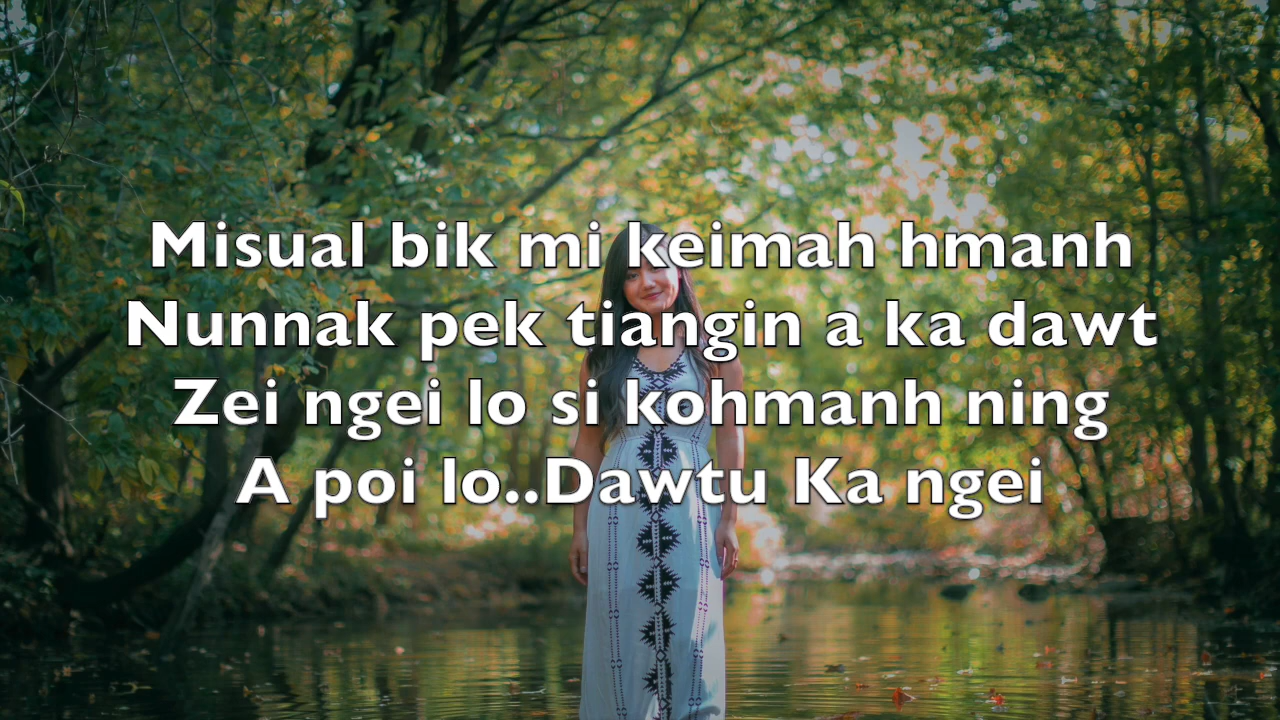 Misual bik mi keimah hmanh
Nunnak pek tiangin a ka dawt
Zei ngei lo si kohmanh ning
A poi lo..Dawtu Ka ngei